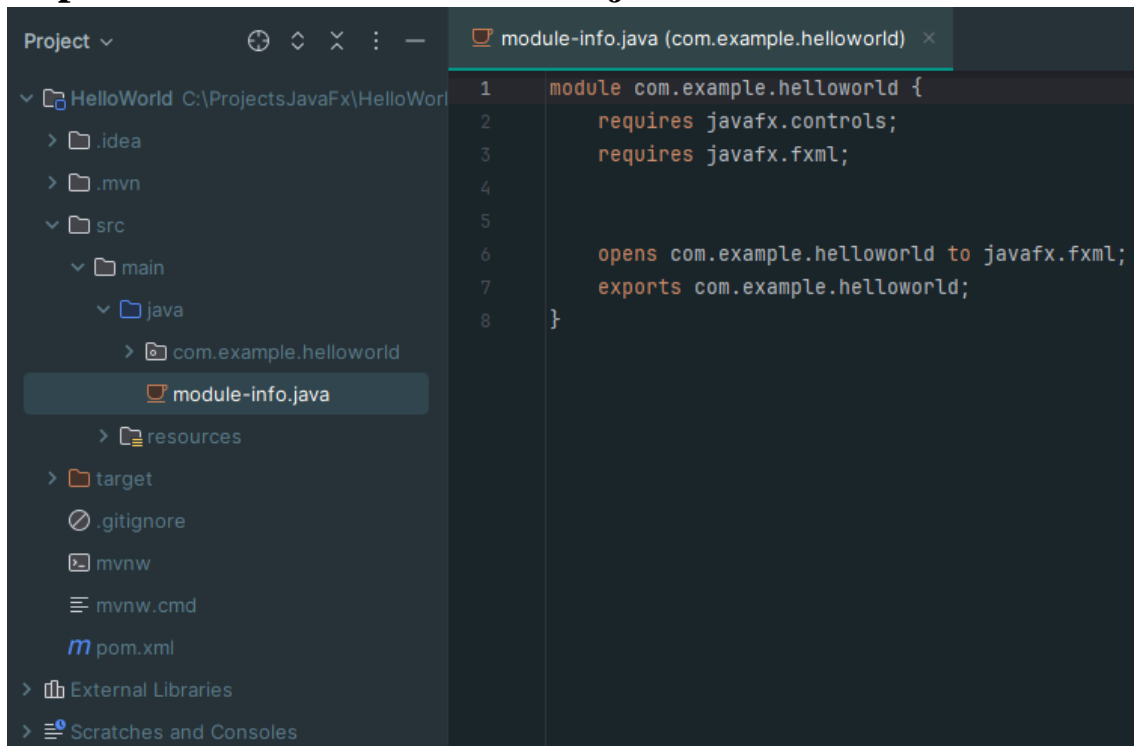 Project
module-info.java (com.example.helloworld)
HelloWorld C:\ProjectsJavaFx\HelloWorl
.idea
.mvn
src
main
java
com.example.helloworld
module-info.java
resources
target
.gitignore
mvnw
mvnw.cmd
pom.xml
External Libraries
Scratches and Consoles
1 module com.example.helloworld {
2 requires javafx.controls;
3 requires javafx.fxml;
4
5
6 opens com.example.helloworld to javafx.fxml;
7 exports com.example.helloworld;
8 }